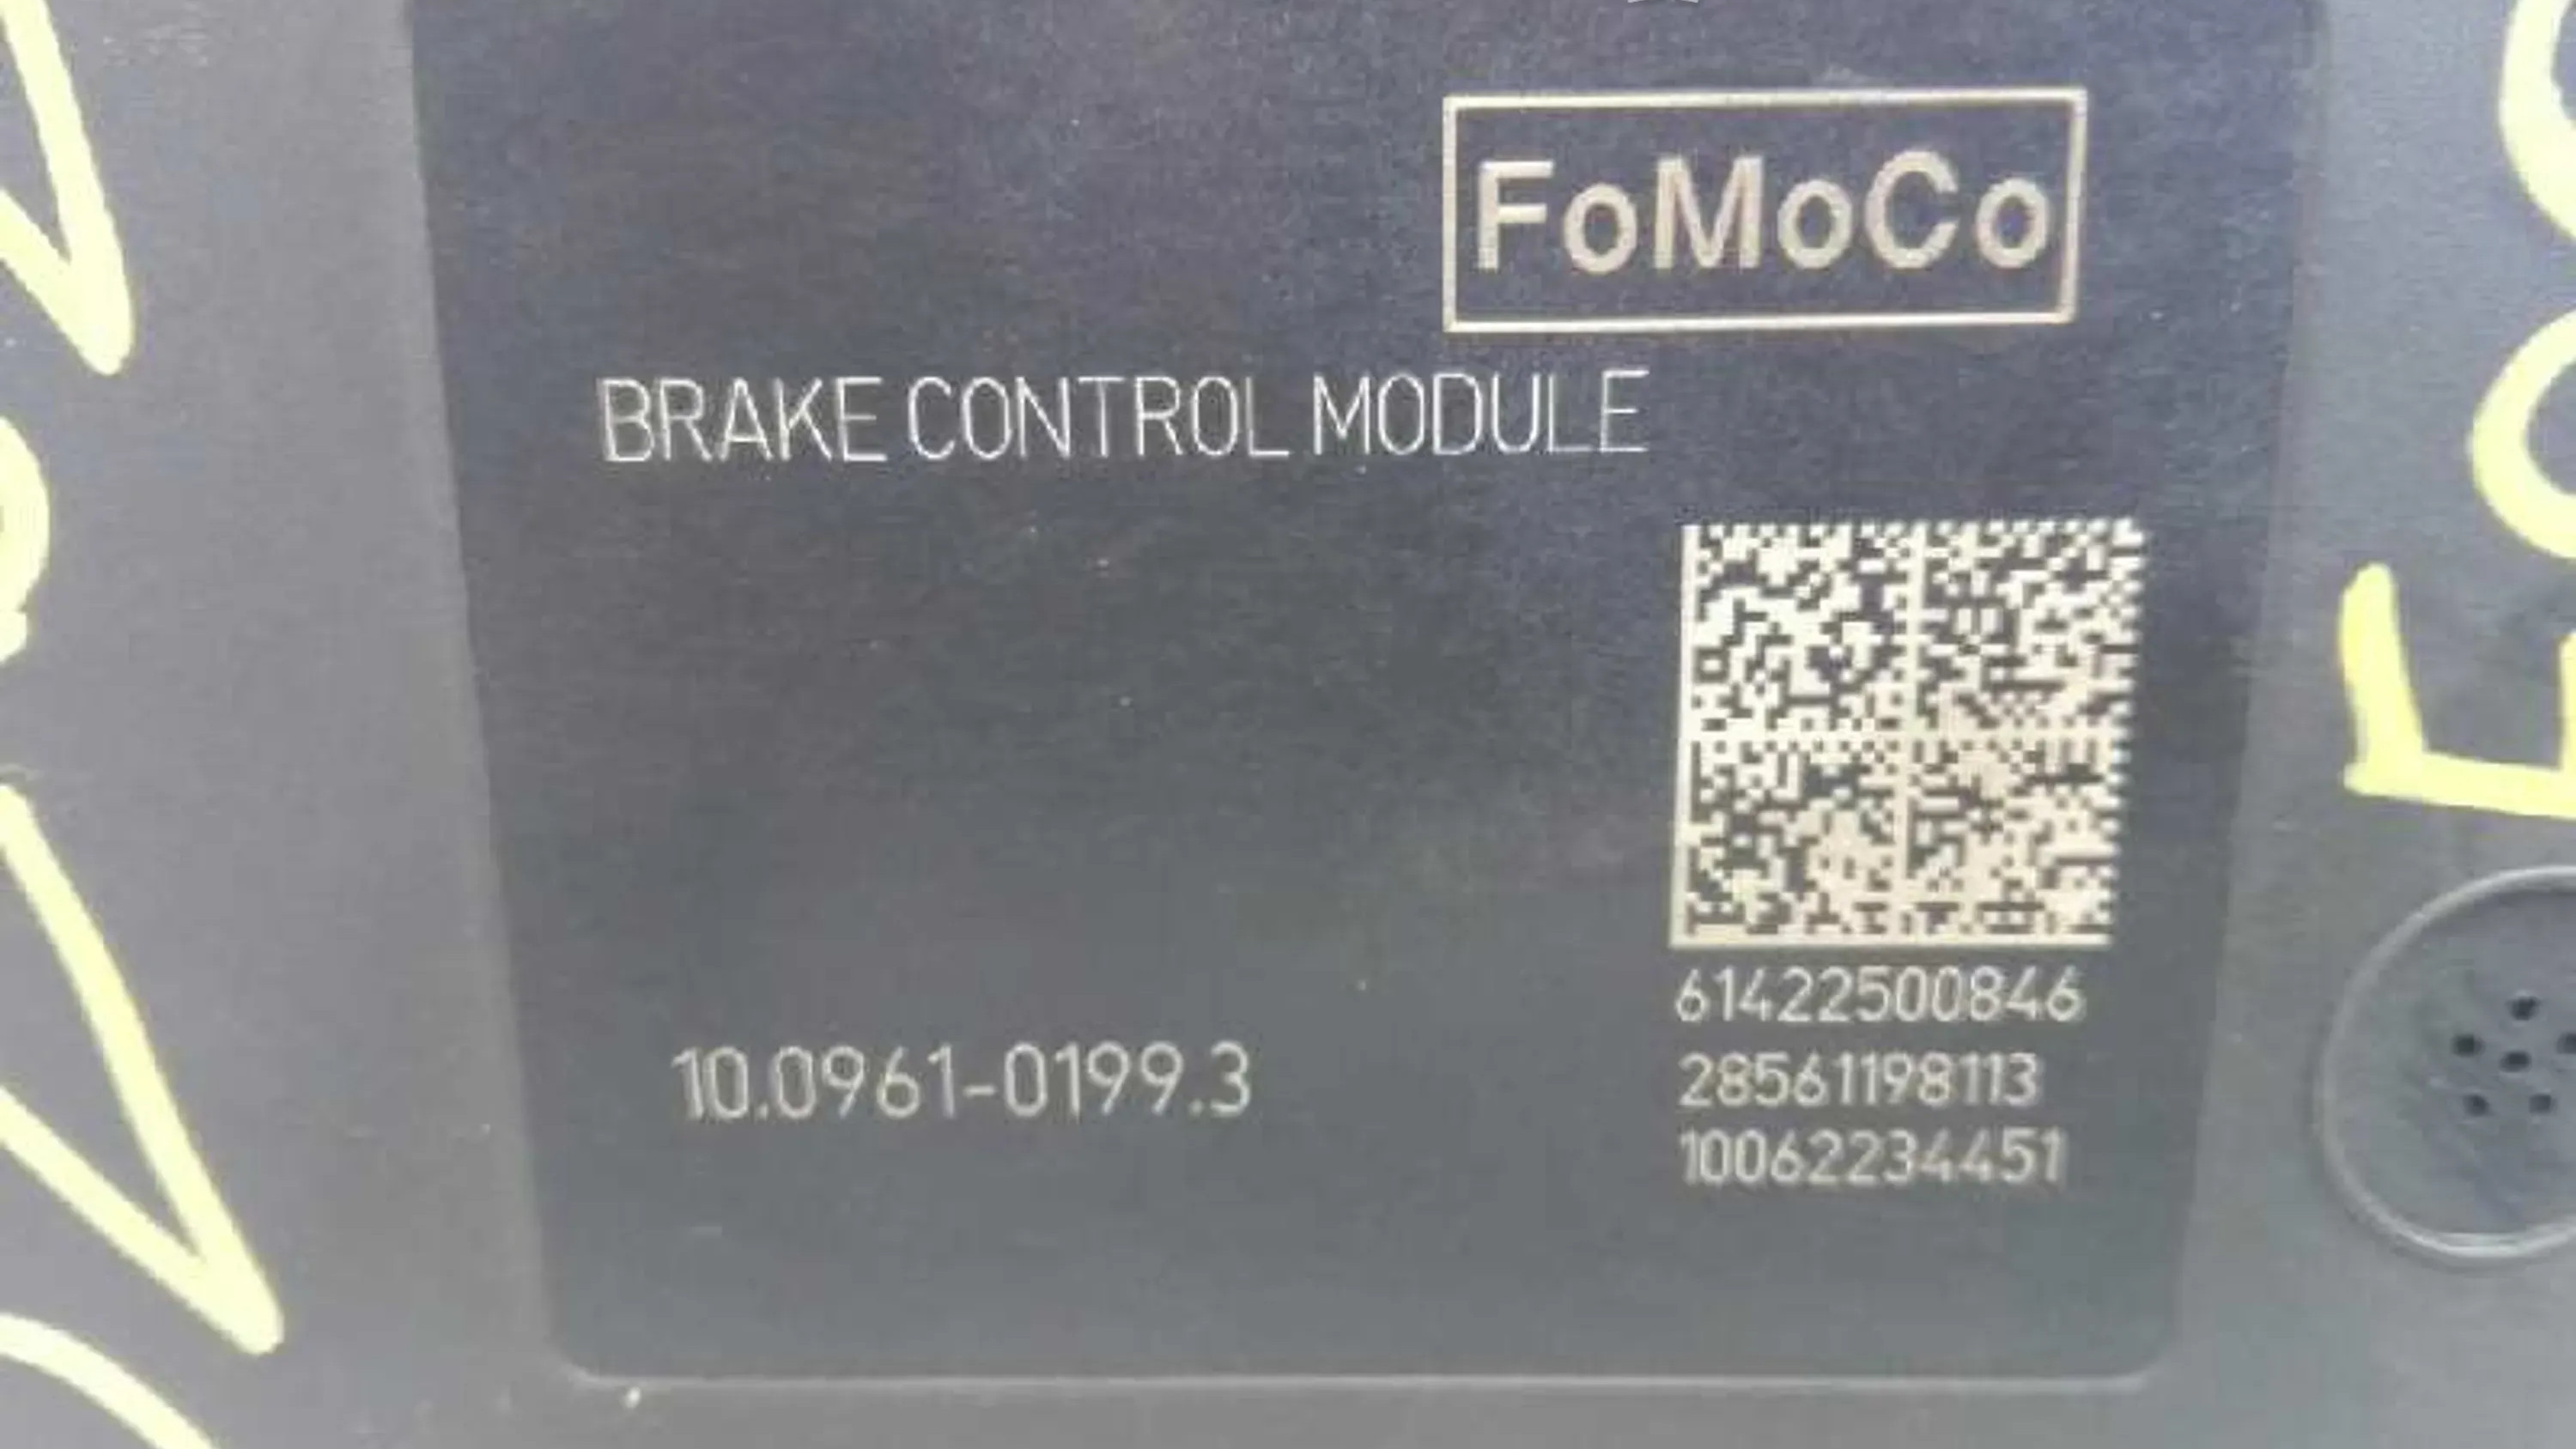 FoMoCo
BRAKE CONTROL MODULE
61422500846
10.0961-0199.3
28561198113
10062234451